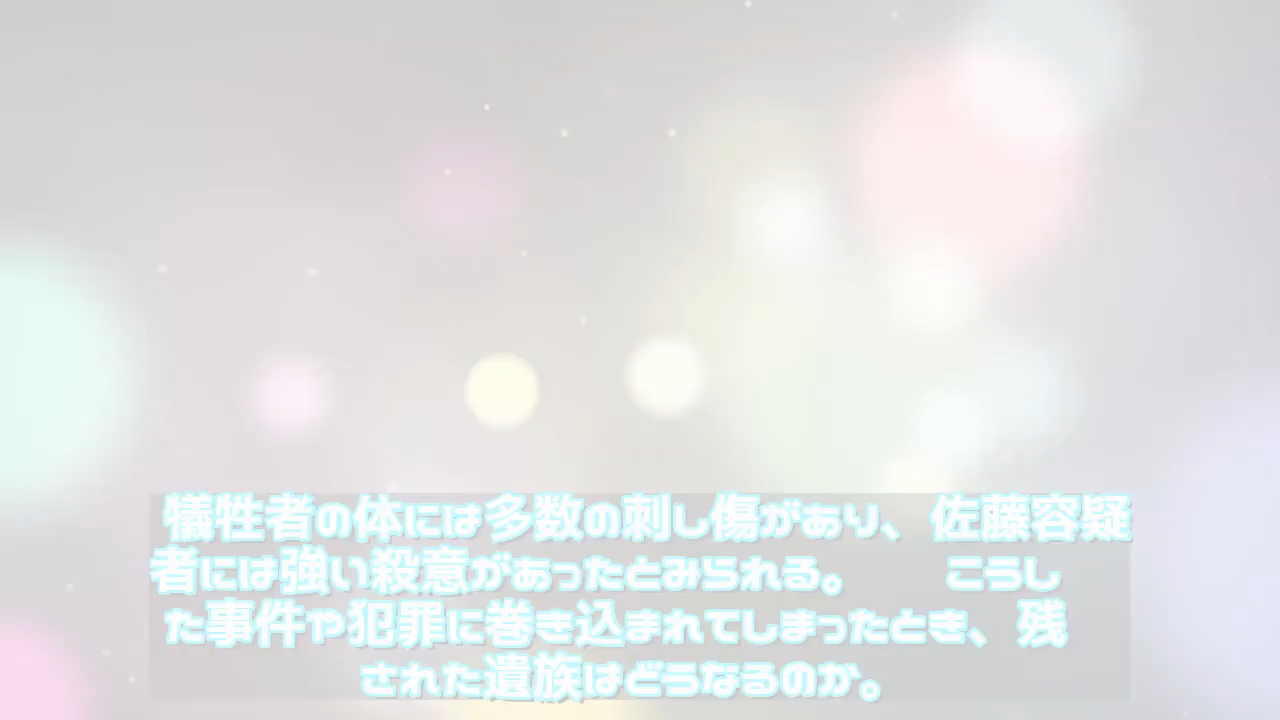 犠牲者の体には多数の刺し傷があり、佐藤容疑
者には強い殺意があったとみられる。　　こうし
た事件や犯罪に巻き込まれてしまったとき、残
された遺族はどうなるのか。